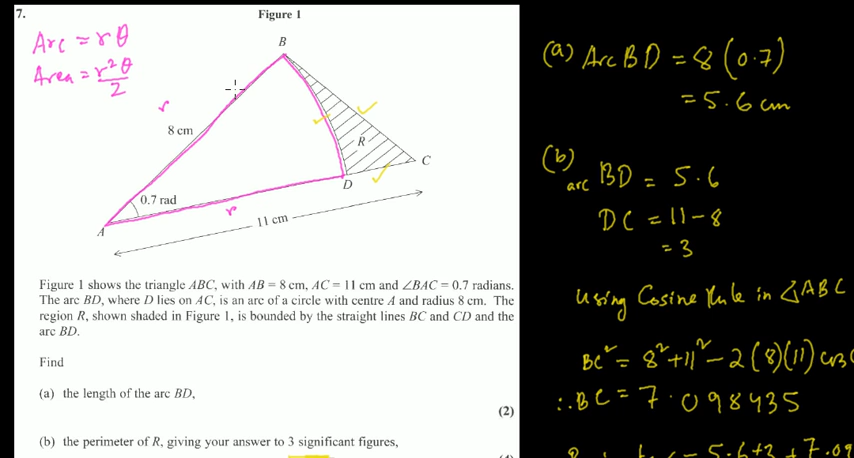 7.
Figure 1
Arc = rθ
Area = r²θ/2
B
r
8 cm
R
C
D
0.7 rad
r
11 cm
A
Figure 1 shows the triangle ABC, with AB = 8 cm, AC = 11 cm and ∠BAC = 0.7 radians.
The arc BD, where D lies on AC, is an arc of a circle with centre A and radius 8 cm. The
region R, shown shaded in Figure 1, is bounded by the straight lines BC and CD and the
arc BD.
Find
(a) the length of the arc BD,
(2)
(b) the perimeter of R, giving your answer to 3 significant figures,
(a) Arc BD = 8(0.7)
= 5.6 cm
(b)
arc BD = 5.6
DC = 11-8
= 3
Using Cosine Rule in △ABC
BC² = 8²+11²-2(8)(11) cos
∴BC = 7.098435
= 5.6+3+7.09